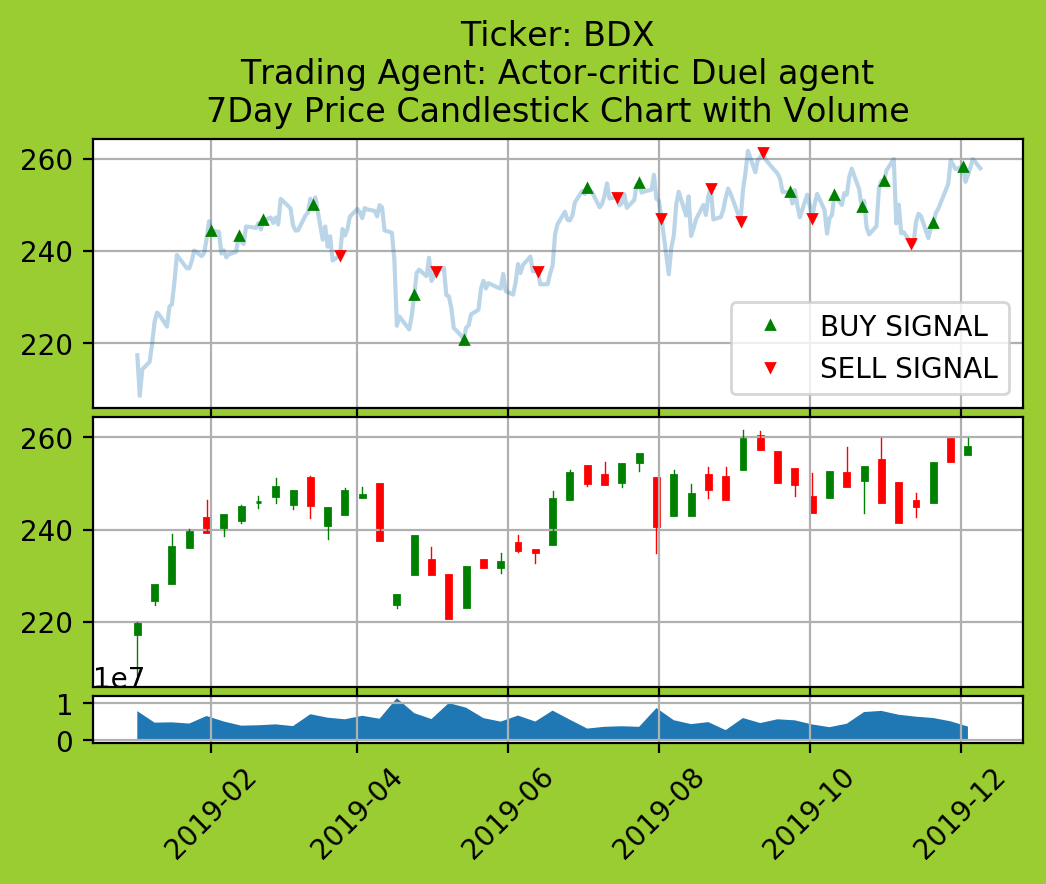 Ticker: BDX
Trading Agent: Actor-critic Duel agent
7Day Price Candlestick Chart with Volume
260
240
220
BUY SIGNAL
SELL SIGNAL
260
240
220
1e7
1
0
2019-02
2019-04
2019-06
2019-08
2019-10
2019-12